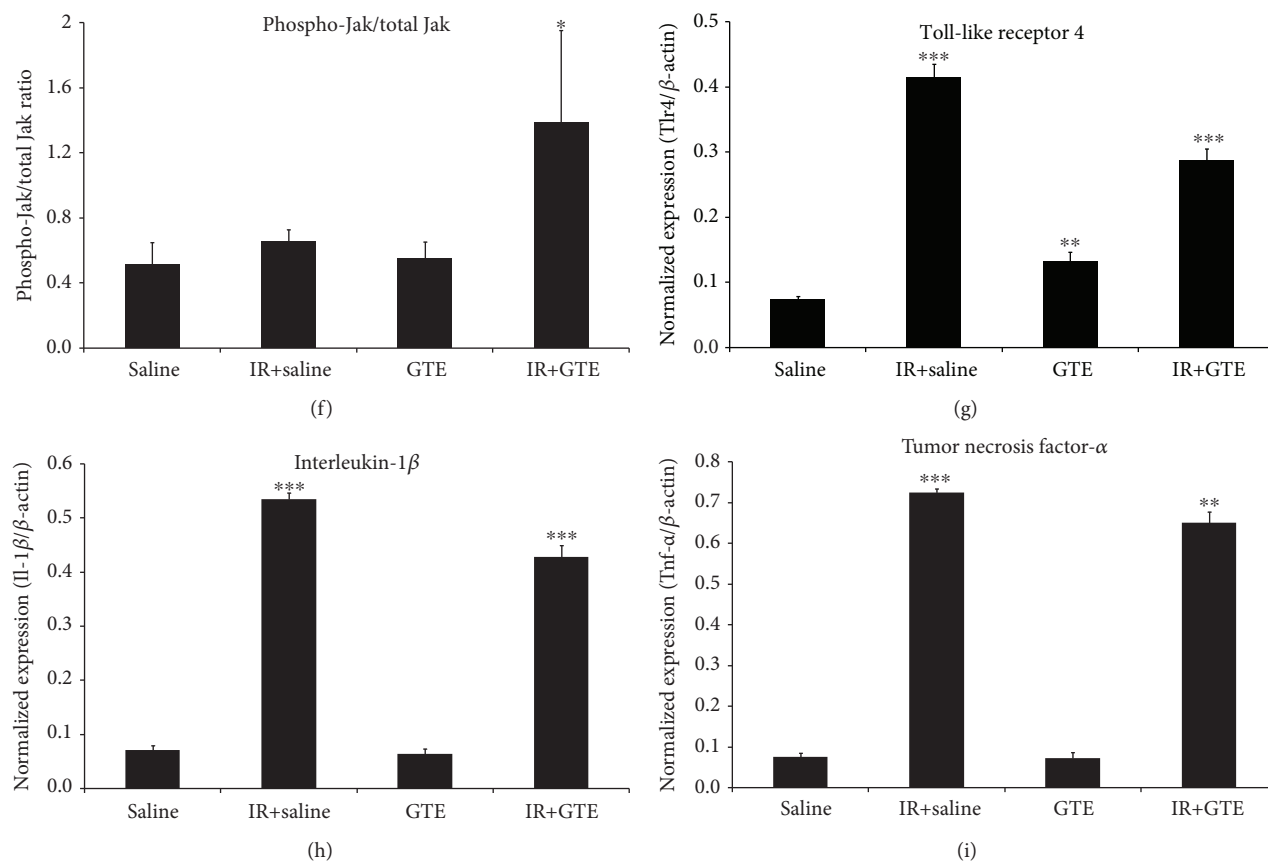 Phospho-Jak/total Jak
Phospho-Jak/total Jak ratio
2
1.6
1.2
0.8
0.4
0.0
*
Saline IR+saline GTE IR+GTE
(f)
Toll-like receptor 4
Normalized expression (Tlr4/β-actin)
0.5
0.4
0.3
0.2
0.1
0.0
***
**
***
Saline IR+saline GTE IR+GTE
(g)
Interleukin-1β
Normalized expression (Il-1β/β-actin)
0.6
0.5
0.4
0.3
0.2
0.1
0.0
***
***
Saline IR+saline GTE IR+GTE
(h)
Tumor necrosis factor-α
Normalized expression (Tnf-α/β-actin)
0.8
0.7
0.6
0.5
0.4
0.3
0.2
0.1
0.0
***
**
Saline IR+saline GTE IR+GTE
(i)